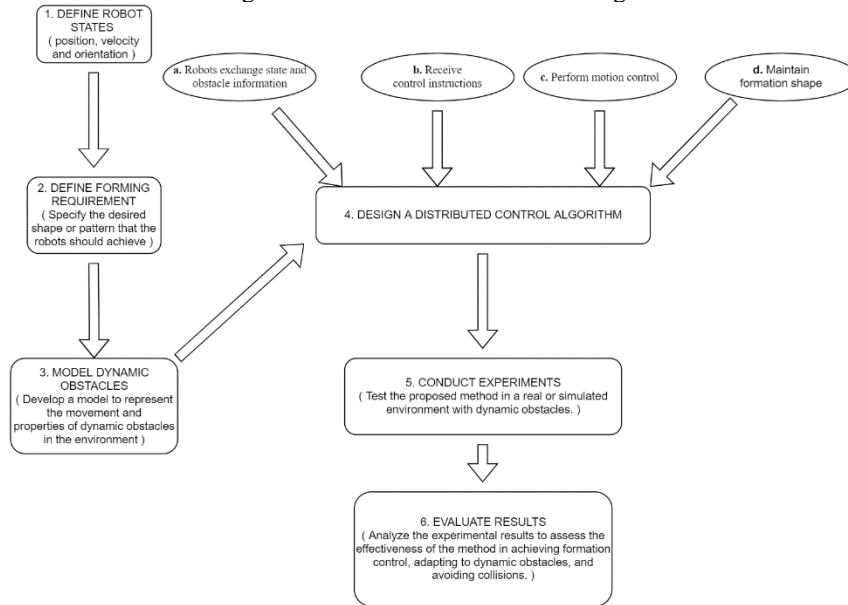 1. DEFINE ROBOT
STATES
( position, velocity
and orientation )
a. Robots exchange state and
obstacle information
b. Receive
control instructions
c. Perform motion control
d. Maintain
formation shape
2. DEFINE FORMING
REQUIREMENT
( Specify the desired
shape or pattern that the
robots should achieve )
4. DESIGN A DISTRIBUTED CONTROL ALGORITHM
3. MODEL DYNAMIC
OBSTACLES
( Develop a model to represent
the movement and
properties of dynamic obstacles
in the environment )
5. CONDUCT EXPERIMENTS
( Test the proposed method in a real or simulated
environment with dynamic obstacles. )
6. EVALUATE RESULTS
( Analyze the experimental results to assess the
effectiveness of the method in achieving formation
control, adapting to dynamic obstacles, and
avoiding collisions. )